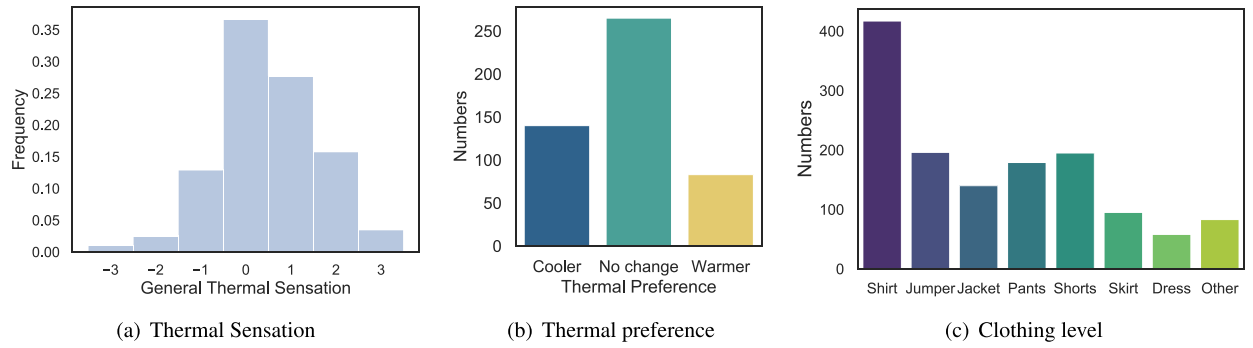 0.35
0.30
0.25
0.20
0.15
0.10
0.05
0.00
Frequency
−3 −2 −1 0 1 2 3
General Thermal Sensation
(a) Thermal Sensation
250
200
150
100
50
0
Numbers
Cooler No change Warmer
Thermal Preference
(b) Thermal preference
400
300
200
100
0
Numbers
Shirt Jumper Jacket Pants Shorts Skirt Dress Other
(c) Clothing level